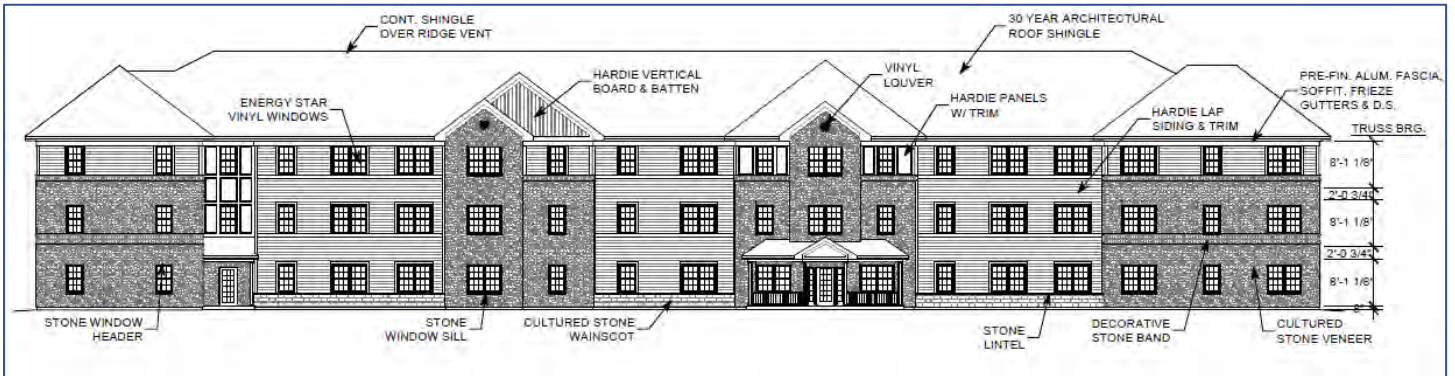 CONT. SHINGLE
OVER RIDGE VENT
30 YEAR ARCHITECTURAL
ROOF SHINGLE
HARDIE VERTICAL
BOARD & BATTEN
VINYL
LOUVER
ENERGY STAR
VINYL WINDOWS
HARDIE PANELS
W/ TRIM
HARDIE LAP
SIDING & TRIM
PRE-FIN. ALUM. FASCIA,
SOFFIT, FRIEZE
GUTTERS & D.S.
TRUSS BRG.
8'-1 1/8"
2'-0 3/4"
8'-1 1/8"
2'-0 3/4"
8'-1 1/8"
STONE WINDOW
HEADER
STONE
WINDOW SILL
CULTURED STONE
WAINSCOT
STONE
LINTEL
DECORATIVE
STONE BAND
CULTURED
STONE VENEER